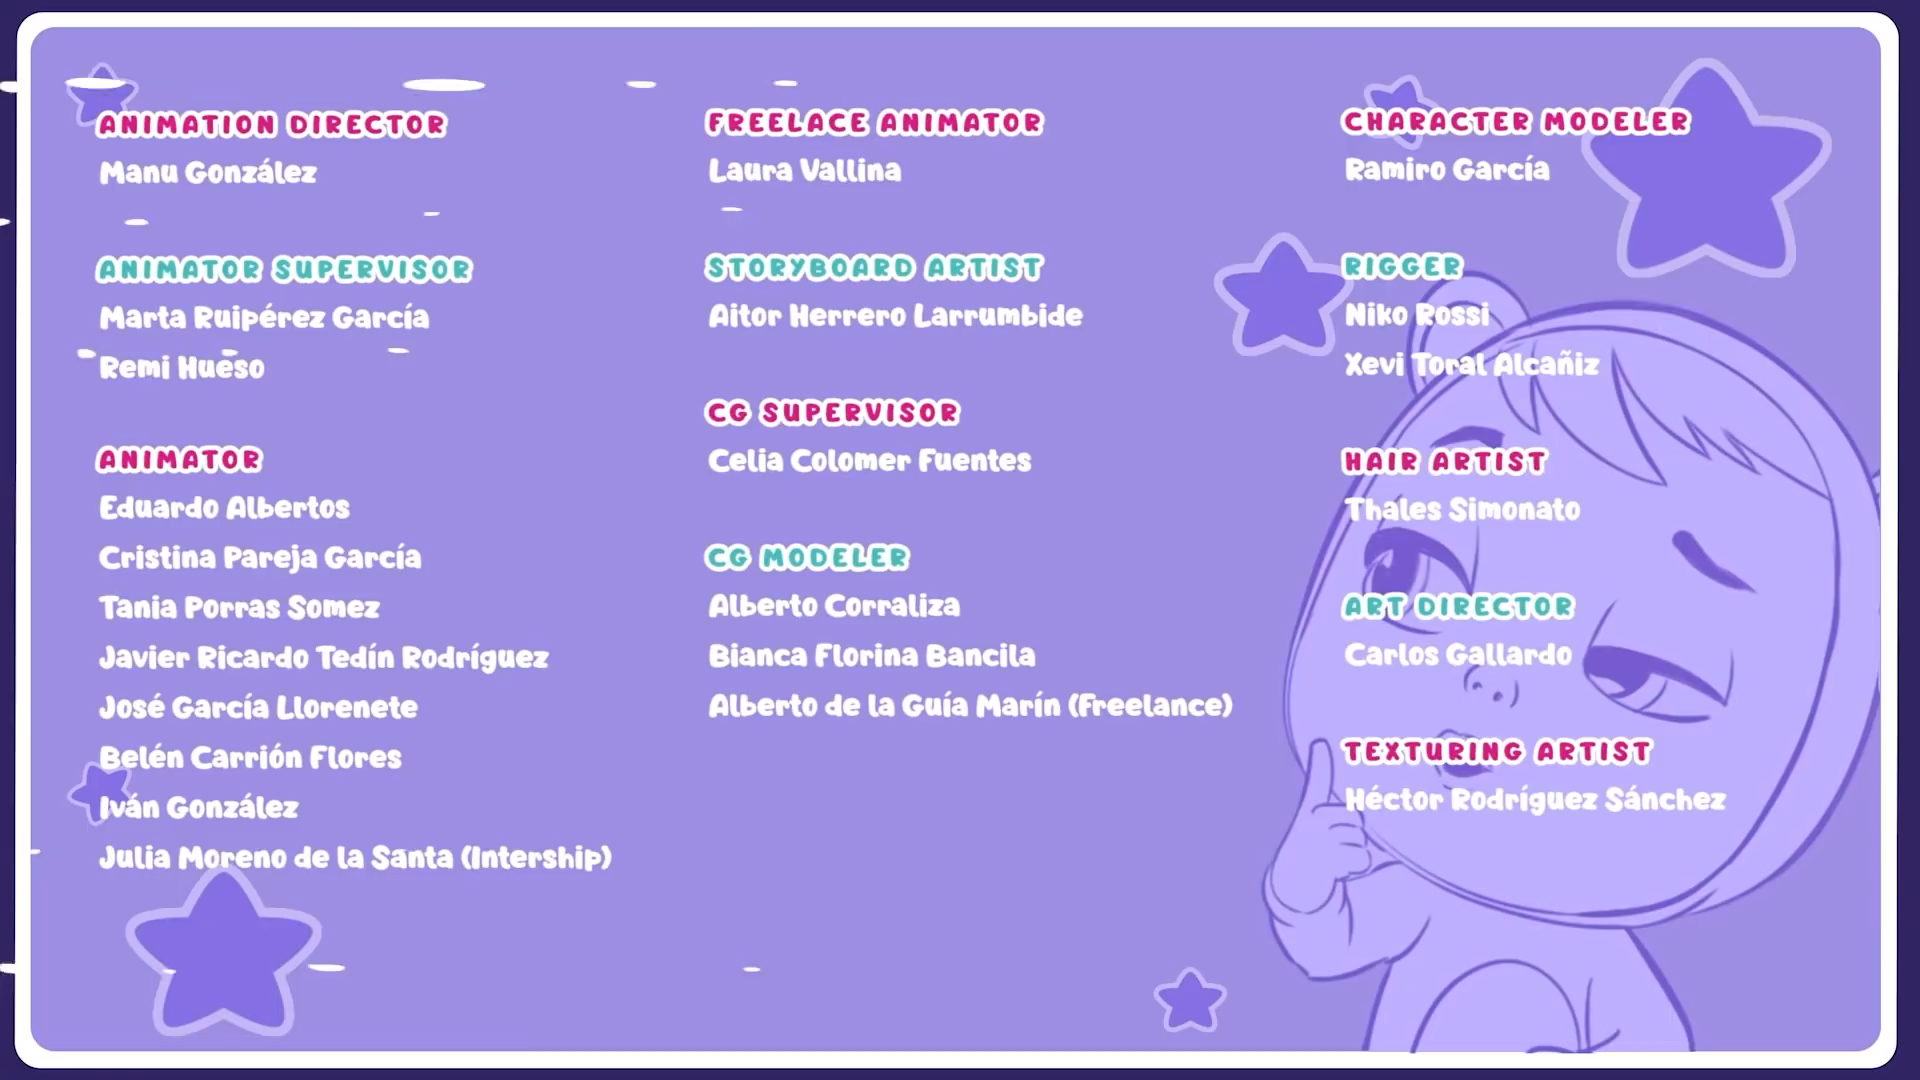 ANIMATION DIRECTOR
Manu González
ANIMATOR SUPERVISOR
Marta Ruipérez García
Remi Hueso
ANIMATOR
Eduardo Albertos
Cristina Pareja García
Tania Porras Somez
Javier Ricardo Tedín Rodríguez
José García Llorenete
Belén Carrión Flores
Iván González
Julia Moreno de la Santa (Intership)
FREELACE ANIMATOR
Laura Vallina
STORYBOARD ARTIST
Aitor Herrero Larrumbide
CG SUPERVISOR
Celia Colomer Fuentes
CG MODELER
Alberto Corraliza
Bianca Florina Bancila
Alberto de la Guía Marín (Freelance)
CHARACTER MODELER
Ramiro García
RIGGER
Niko Rossi
Xevi Toral Alcañiz
HAIR ARTIST
Thales Simonato
ART DIRECTOR
Carlos Gallardo
TEXTURING ARTIST
Héctor Rodríguez Sánchez